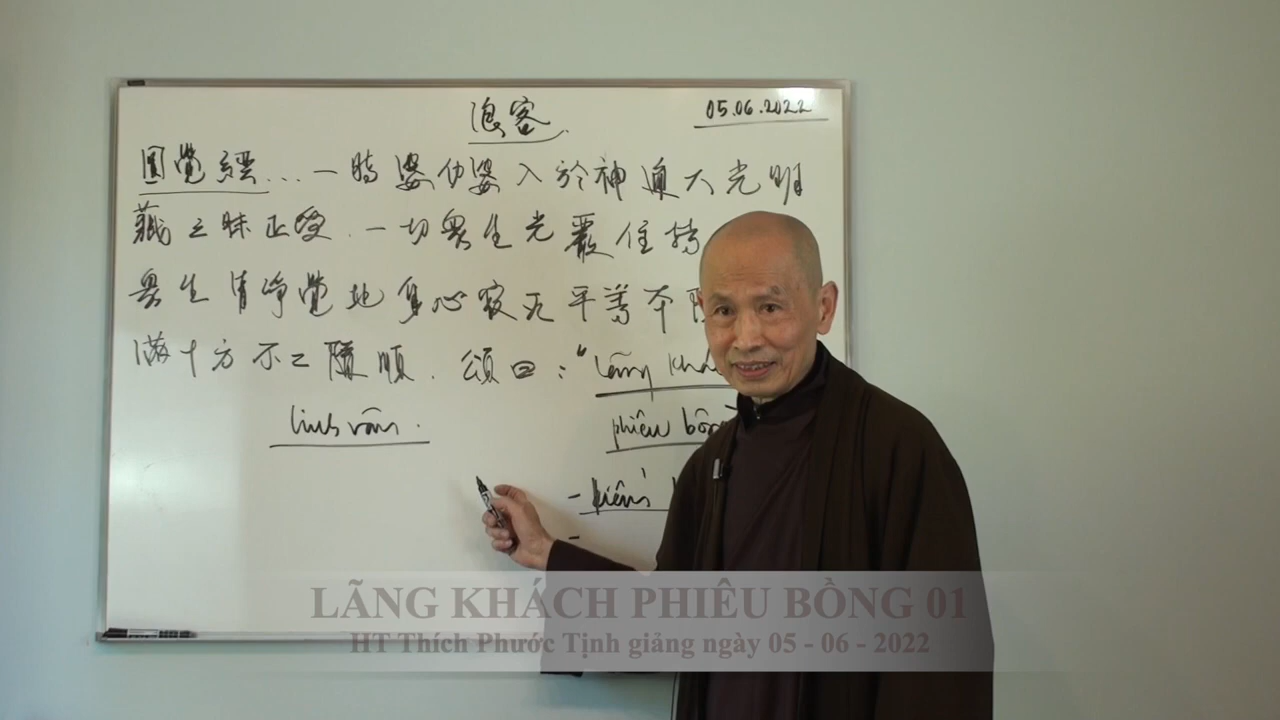 浪客
05.06.2022
圓覺經...一時婆伽婆入於神通大光明
藏三昧正受.一切衆生光嚴住持
衆生清淨覺地身心寂 平等本
滿十方不二隨順.頌曰:"lãng khá
linh vân.
phiêu bồn
-
-
LÃNG KHÁCH PHIÊU BỒNG 01
HT Thích Phước Tịnh giảng ngày 05 - 06 - 2022